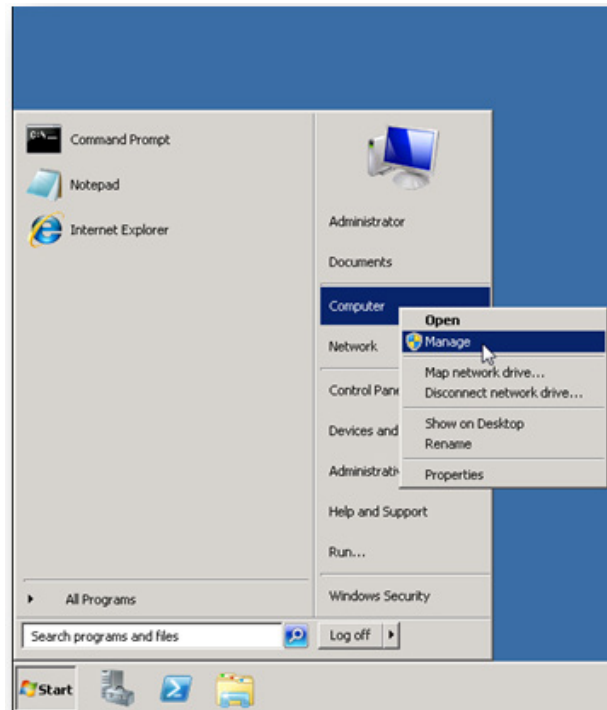 Command Prompt
Notepad
Internet Explorer
All Programs
Search programs and files
Administrator
Documents
Computer
Network
Control Pane
Devices and
Administrativ
Help and Support
Run...
Windows Security
Log off
Open
Manage
Map network drive...
Disconnect network drive...
Show on Desktop
Rename
Properties
Start